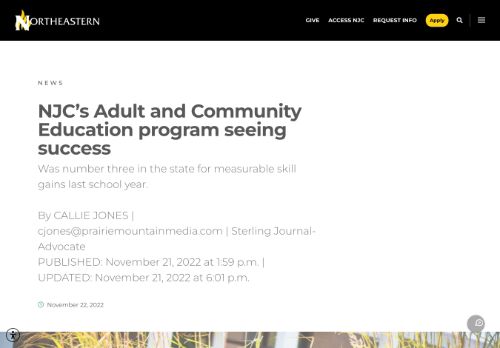 NORTHEASTERN
GIVE ACCESS NJC REQUEST INFO Apply
NEWS
NJC’s Adult and Community
Education program seeing
success
Was number three in the state for measurable skill
gains last school year.
By CALLIE JONES |
cjones@prairiemountainmedia.com | Sterling Journal-
Advocate
PUBLISHED: November 21, 2022 at 1:59 p.m. |
UPDATED: November 21, 2022 at 6:01 p.m.
November 22, 2022